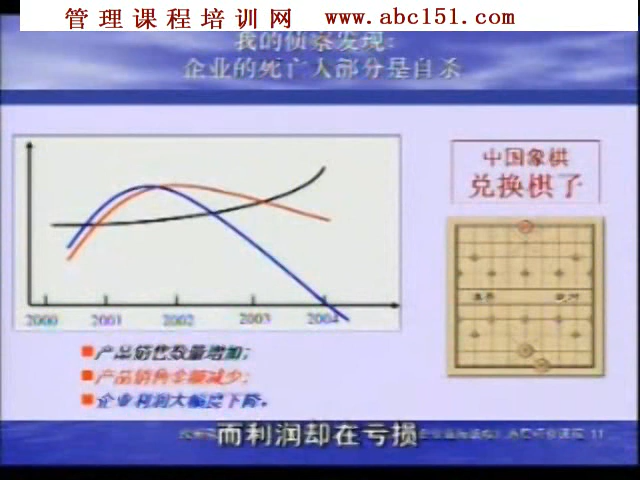 管理课程培训网 www.abc151.com
我的侦察发现:
企业的死亡大部分是自杀
中国象棋
兑换棋子
2000 2001 2002 2003 2004
产品销售数量增加;
产品销售金额减少;
企业利润大幅度下降。
而利润却在亏损
11